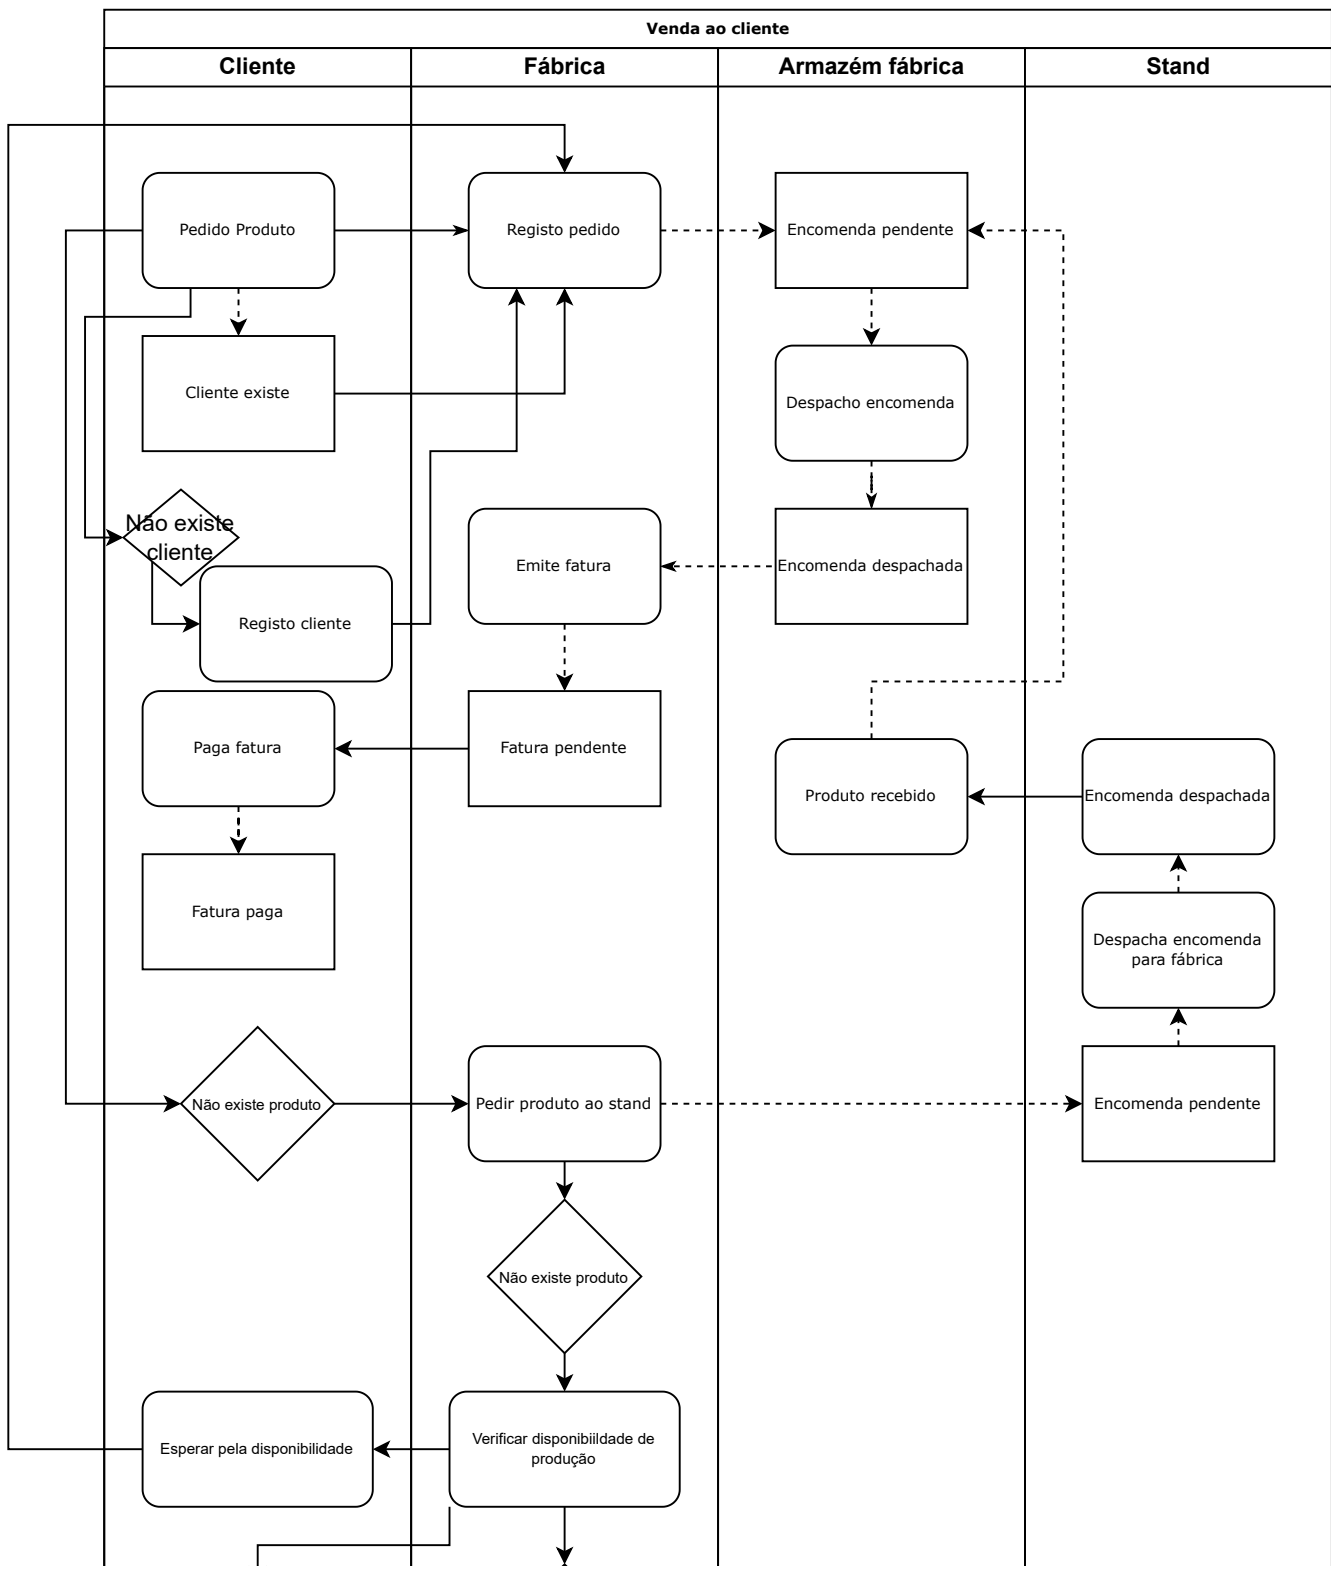 Venda ao cliente
Cliente
Fábrica
Armazém fábrica
Stand
Pedido Produto
Registo pedido
Encomenda pendente
Cliente existe
Despacho encomenda
Não existe
cliente
Emite fatura
Encomenda despachada
Registo cliente
Paga fatura
Fatura pendente
Produto recebido
Encomenda despachada
Fatura paga
Despacha encomenda
para fábrica
Não existe produto
Pedir produto ao stand
Encomenda pendente
Não existe produto
Esperar pela disponibilidade
Verificar disponibiildade de
produção